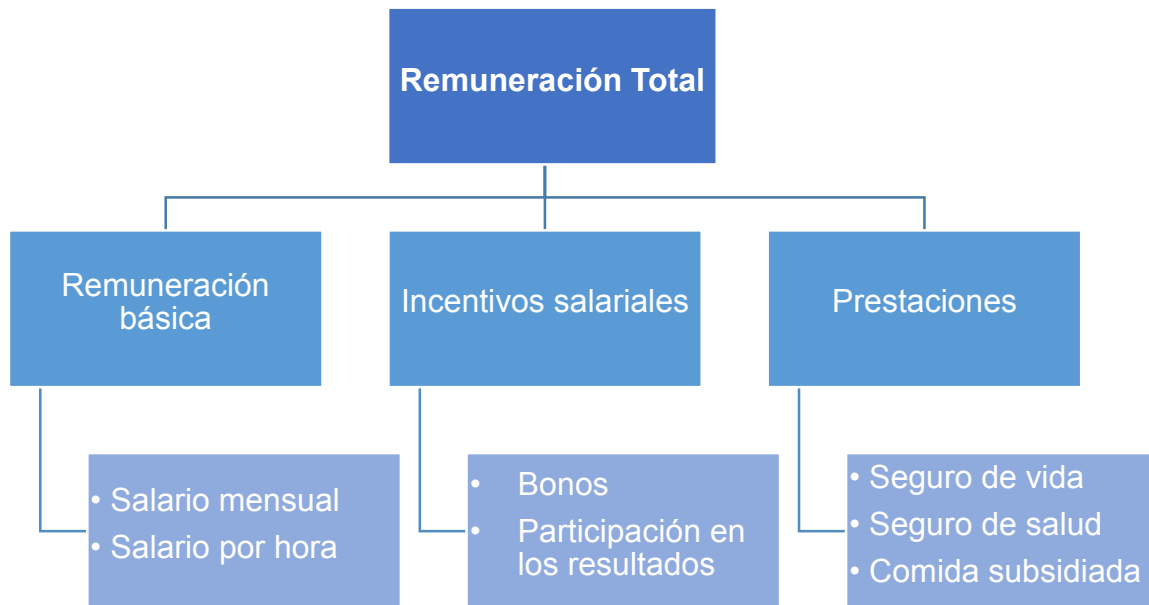 Remuneración Total
Remuneración
básica
Incentivos salariales
Prestaciones
• Salario mensual
• Salario por hora
• Bonos
• Participación en
los resultados
• Seguro de vida
• Seguro de salud
• Comida subsidiada